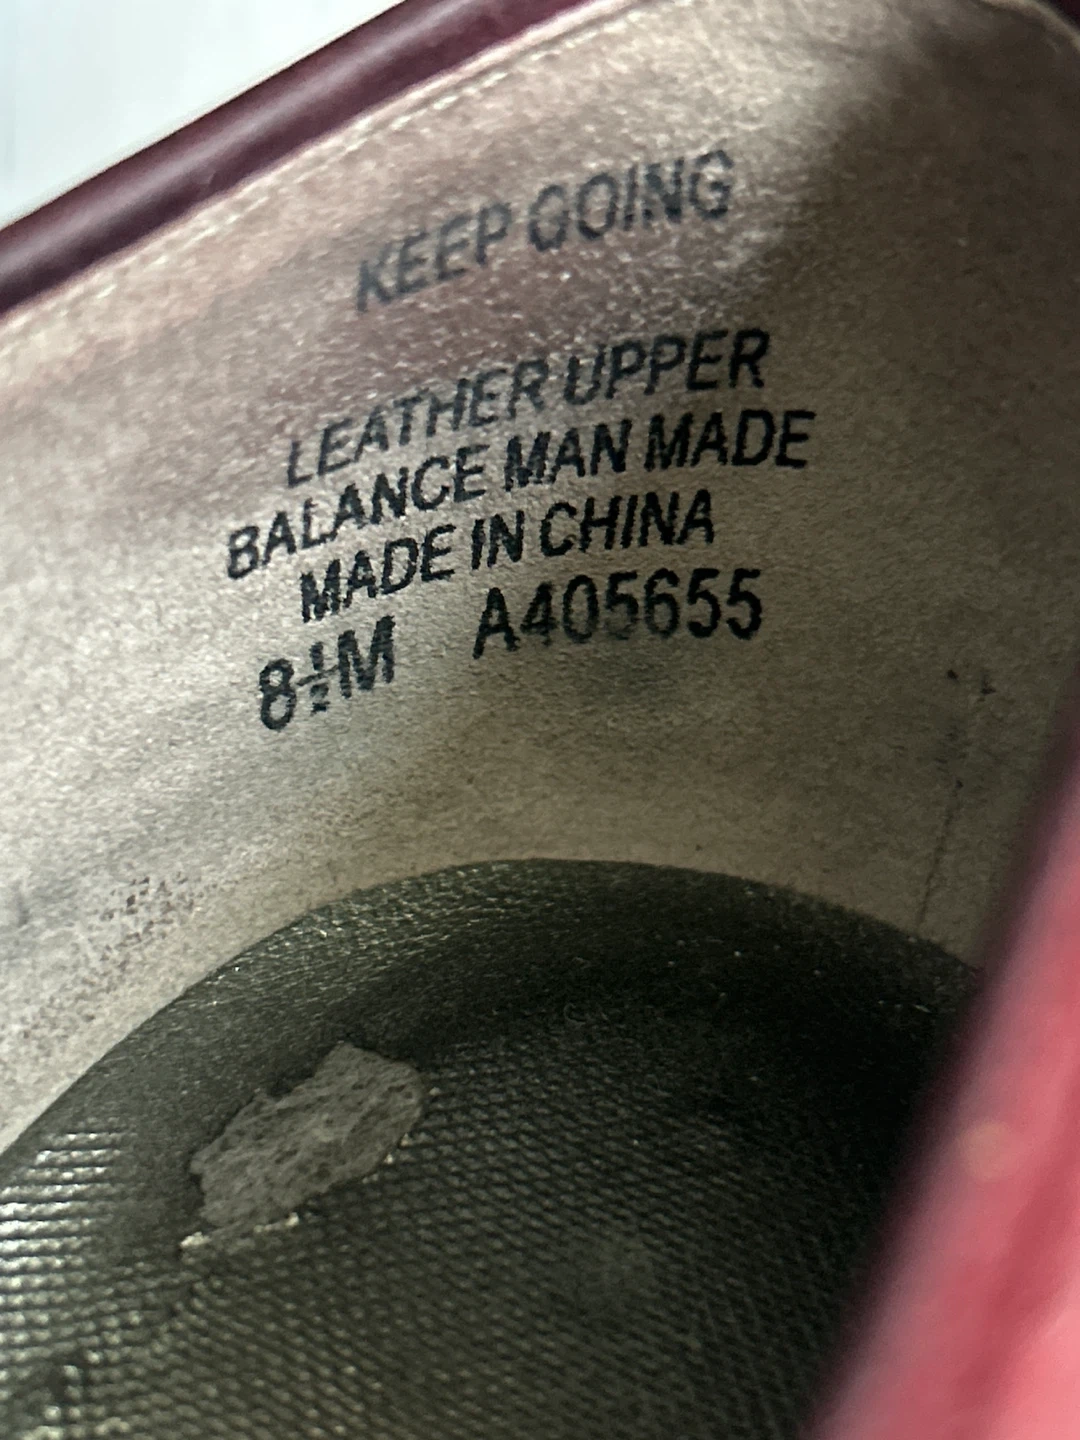 KEEP GOING
LEATHER UPPER
BALANCE MAN MADE
MADE IN CHINA
8½M A405655